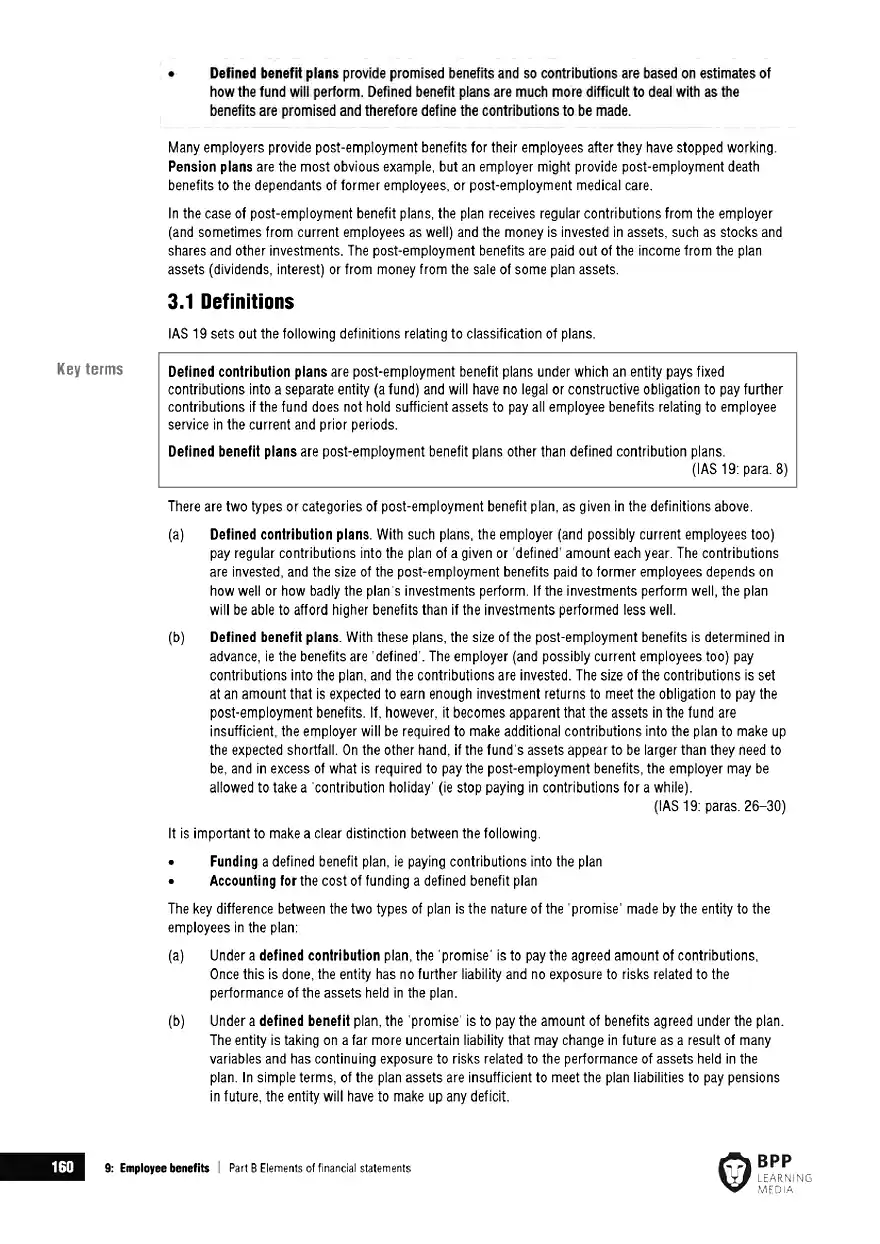 • Defined benefit plans provide promised benefits and so contributions are based on estimates of
how the fund will perform. Defined benefit plans are much more difficult to deal with as the
benefits are promised and therefore define the contributions to be made.
Many employers provide post-employment benefits for their employees after they have stopped working.
Pension plans are the most obvious example, but an employer might provide post-employment death
benefits to the dependants of former employees, or post-employment medical care.
In the case of post-employment benefit plans, the plan receives regular contributions from the employer
(and sometimes from current employees as well) and the money is invested in assets, such as stocks and
shares and other investments. The post-employment benefits are paid out of the income from the plan
assets (dividends, interest) or from money from the sale of some plan assets.
3.1 Definitions
IAS 19 sets out the following definitions relating to classification of plans.
Key terms
Defined contribution plans are post-employment benefit plans under which an entity pays fixed
contributions into a separate entity (a fund) and will have no legal or constructive obligation to pay further
contributions if the fund does not hold sufficient assets to pay all employee benefits relating to employee
service in the current and prior periods.
Defined benefit plans are post-employment benefit plans other than defined contribution plans.
(IAS 19: para. 8)
There are two types or categories of post-employment benefit plan, as given in the definitions above.
(a) Defined contribution plans. With such plans, the employer (and possibly current employees too)
pay regular contributions into the plan of a given or 'defined' amount each year. The contributions
are invested, and the size of the post-employment benefits paid to former employees depends on
how well or how badly the plan's investments perform. If the investments perform well, the plan
will be able to afford higher benefits than if the investments performed less well.
(b) Defined benefit plans. With these plans, the size of the post-employment benefits is determined in
advance, ie the benefits are 'defined'. The employer (and possibly current employees too) pay
contributions into the plan, and the contributions are invested. The size of the contributions is set
at an amount that is expected to earn enough investment returns to meet the obligation to pay the
post-employment benefits. If, however, it becomes apparent that the assets in the fund are
insufficient, the employer will be required to make additional contributions into the plan to make up
the expected shortfall. On the other hand, if the fund's assets appear to be larger than they need to
be, and in excess of what is required to pay the post-employment benefits, the employer may be
allowed to take a 'contribution holiday' (ie stop paying in contributions for a while).
(IAS 19: paras. 26–30)
It is important to make a clear distinction between the following.
• Funding a defined benefit plan, ie paying contributions into the plan
• Accounting for the cost of funding a defined benefit plan
The key difference between the two types of plan is the nature of the 'promise' made by the entity to the
employees in the plan:
(a) Under a defined contribution plan, the 'promise' is to pay the agreed amount of contributions,
Once this is done, the entity has no further liability and no exposure to risks related to the
performance of the assets held in the plan.
(b) Under a defined benefit plan, the 'promise' is to pay the amount of benefits agreed under the plan.
The entity is taking on a far more uncertain liability that may change in future as a result of many
variables and has continuing exposure to risks related to the performance of assets held in the
plan. In simple terms, of the plan assets are insufficient to meet the plan liabilities to pay pensions
in future, the entity will have to make up any deficit.
160 9: Employee benefits | Part B Elements of financial statements
BPP
LEARNING
MEDIA